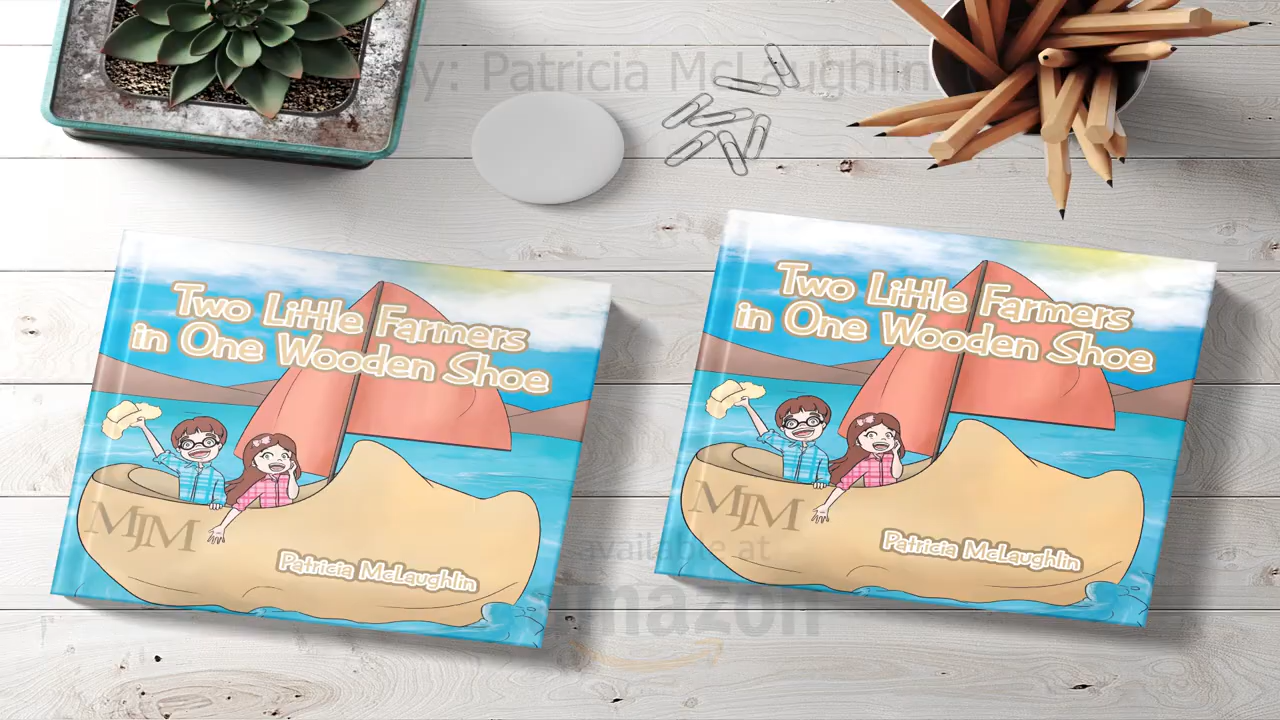 y: Patricia McLaughlin
Two Little Farmers
in One Wooden Shoe
MJM
Patricia McLaughlin
Two Little Farmers
in One Wooden Shoe
MJM
Patricia McLaughlin
available at
amazon